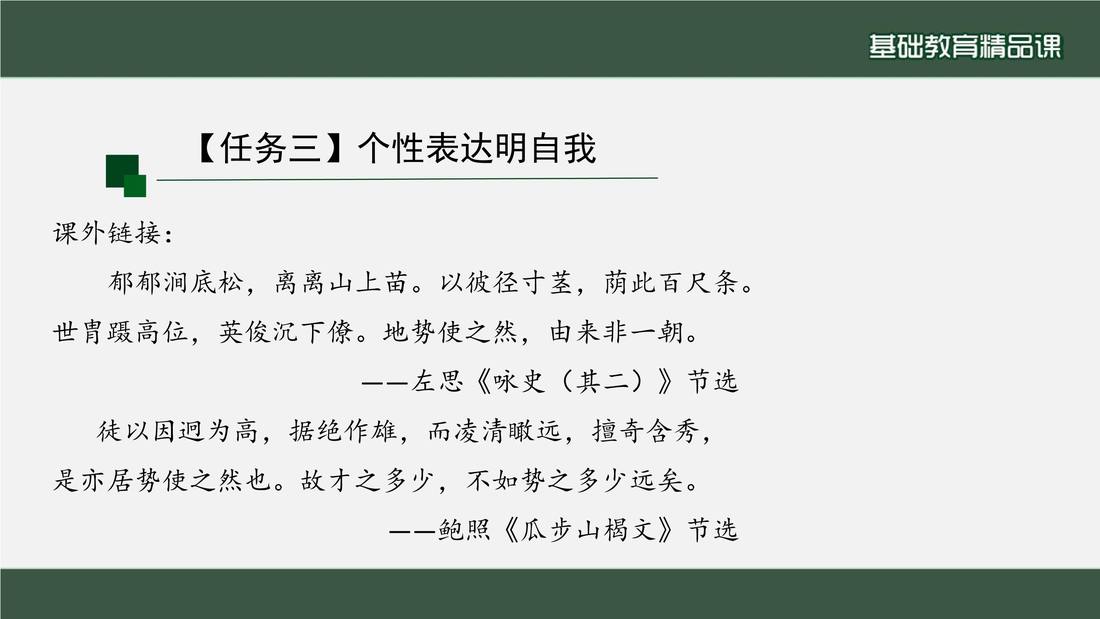 基础教育精品课
【任务三】个性表达明自我
课外链接：
郁郁涧底松，离离山上苗。以彼径寸茎，荫此百尺条。
世胄蹑高位，英俊沉下僚。地势使之然，由来非一朝。
——左思《咏史（其二）》节选
徒以因迥为高，据绝作雄，而凌清瞰远，擅奇含秀，
是亦居势使之然也。故才之多少，不如势之多少远矣。
——鲍照《瓜步山楬文》节选